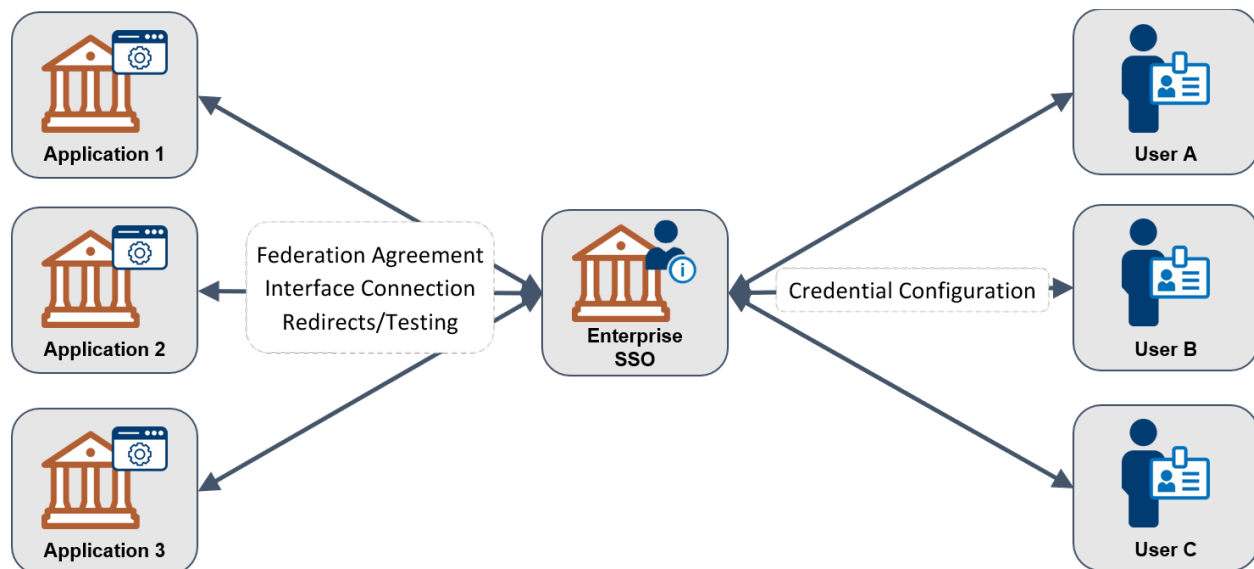 Application 1
Application 2
Application 3
Federation Agreement
Interface Connection
Redirects/Testing
Enterprise
SSO
Credential Configuration
User A
User B
User C